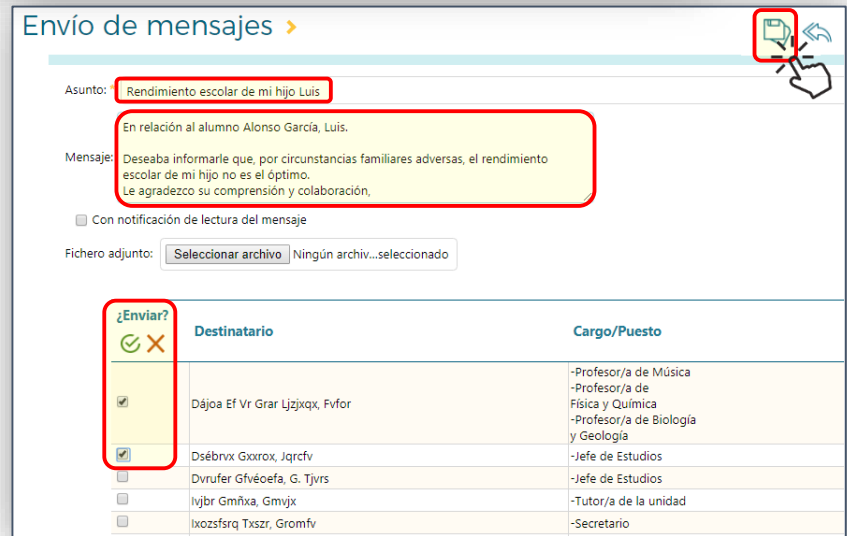 Envío de mensajes >
Asunto: * Rendimiento escolar de mi hijo Luis
En relación al alumno Alonso García, Luis.
Mensaje: Deseaba informarle que, por circunstancias familiares adversas, el rendimiento
escolar de mi hijo no es el óptimo.
Le agradezco su comprensión y colaboración,
Con notificación de lectura del mensaje
Fichero adjunto: Seleccionar archivo Ningún archiv...seleccionado
¿Enviar?
Destinatario
Cargo/Puesto
-Profesor/a de Música
-Profesor/a de
Dájoa Ef Vr Grar Ljzjxqx, Fvfor
Física y Química
-Profesor/a de Biología
y Geología
Dsébrvx Gxxrox, Jqrcfv -Jefe de Estudios
Dvrufer Gfvéoefa, G. Tjvrs -Jefe de Estudios
Ivjbr Gmñxa, Gmvjx -Tutor/a de la unidad
Ixozsfsrq Txszr, Gromfv -Secretario